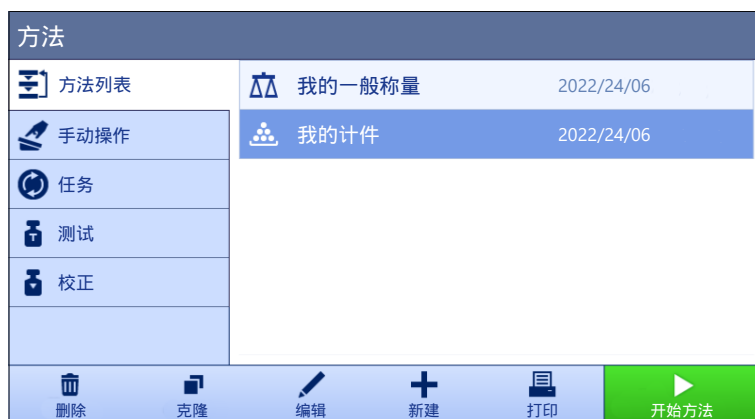 方法
方法列表
我的一般称量 2022/24/06
手动操作
我的计件 2022/24/06
任务
测试
校正
删除 克隆 编辑 新建 打印 开始方法